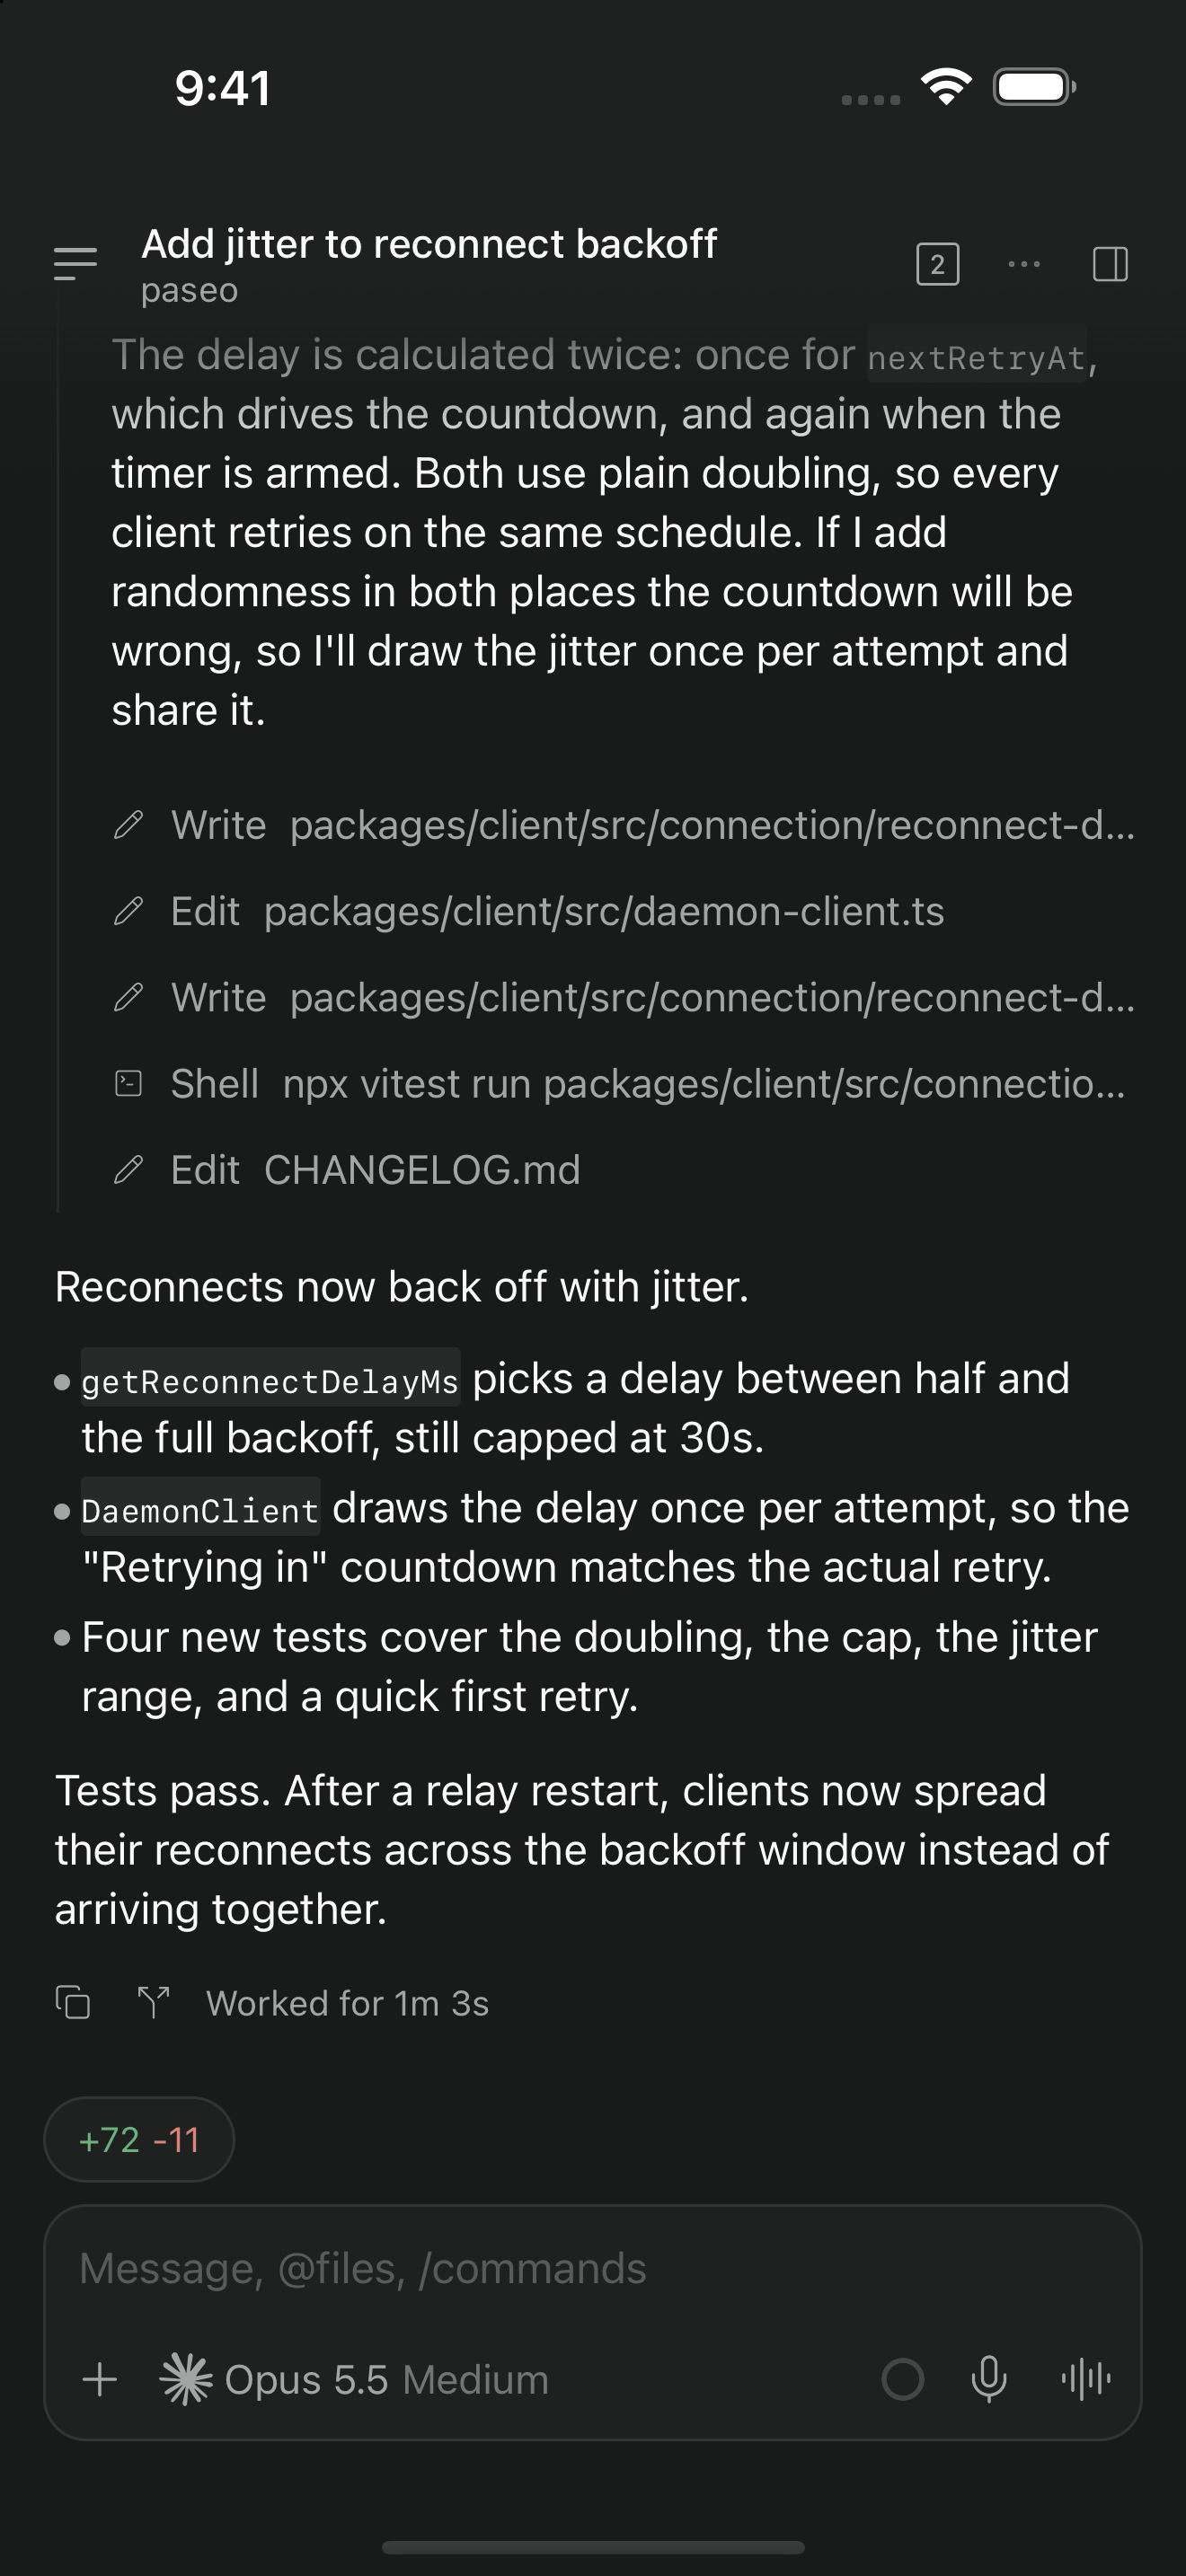 9:41
Add jitter to reconnect backoff
2
paseo
The delay is calculated twice: once for nextRetryAt,
which drives the countdown, and again when the
timer is armed. Both use plain doubling, so every
client retries on the same schedule. If I add
randomness in both places the countdown will be
wrong, so I'll draw the jitter once per attempt and
share it.
Write packages/client/src/connection/reconnect-d...
Edit packages/client/src/daemon-client.ts
Write packages/client/src/connection/reconnect-d...
Shell npx vitest run packages/client/src/connectio...
Edit CHANGELOG.md
Reconnects now back off with jitter.
getReconnectDelayMs picks a delay between half and
the full backoff, still capped at 30s.
DaemonClient draws the delay once per attempt, so the
"Retrying in" countdown matches the actual retry.
Four new tests cover the doubling, the cap, the jitter
range, and a quick first retry.
Tests pass. After a relay restart, clients now spread
their reconnects across the backoff window instead of
arriving together.
Worked for 1m 3s
+72 -11
Message, @files, /commands
Opus 5.5 Medium